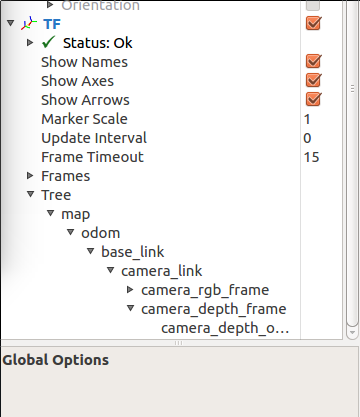 Orientation
TF
Status: Ok
Show Names
Show Axes
Show Arrows
Marker Scale 1
Update Interval 0
Frame Timeout 15
Frames
Tree
map
odom
base_link
camera_link
camera_rgb_frame
camera_depth_frame
camera_depth_o...
Global Options